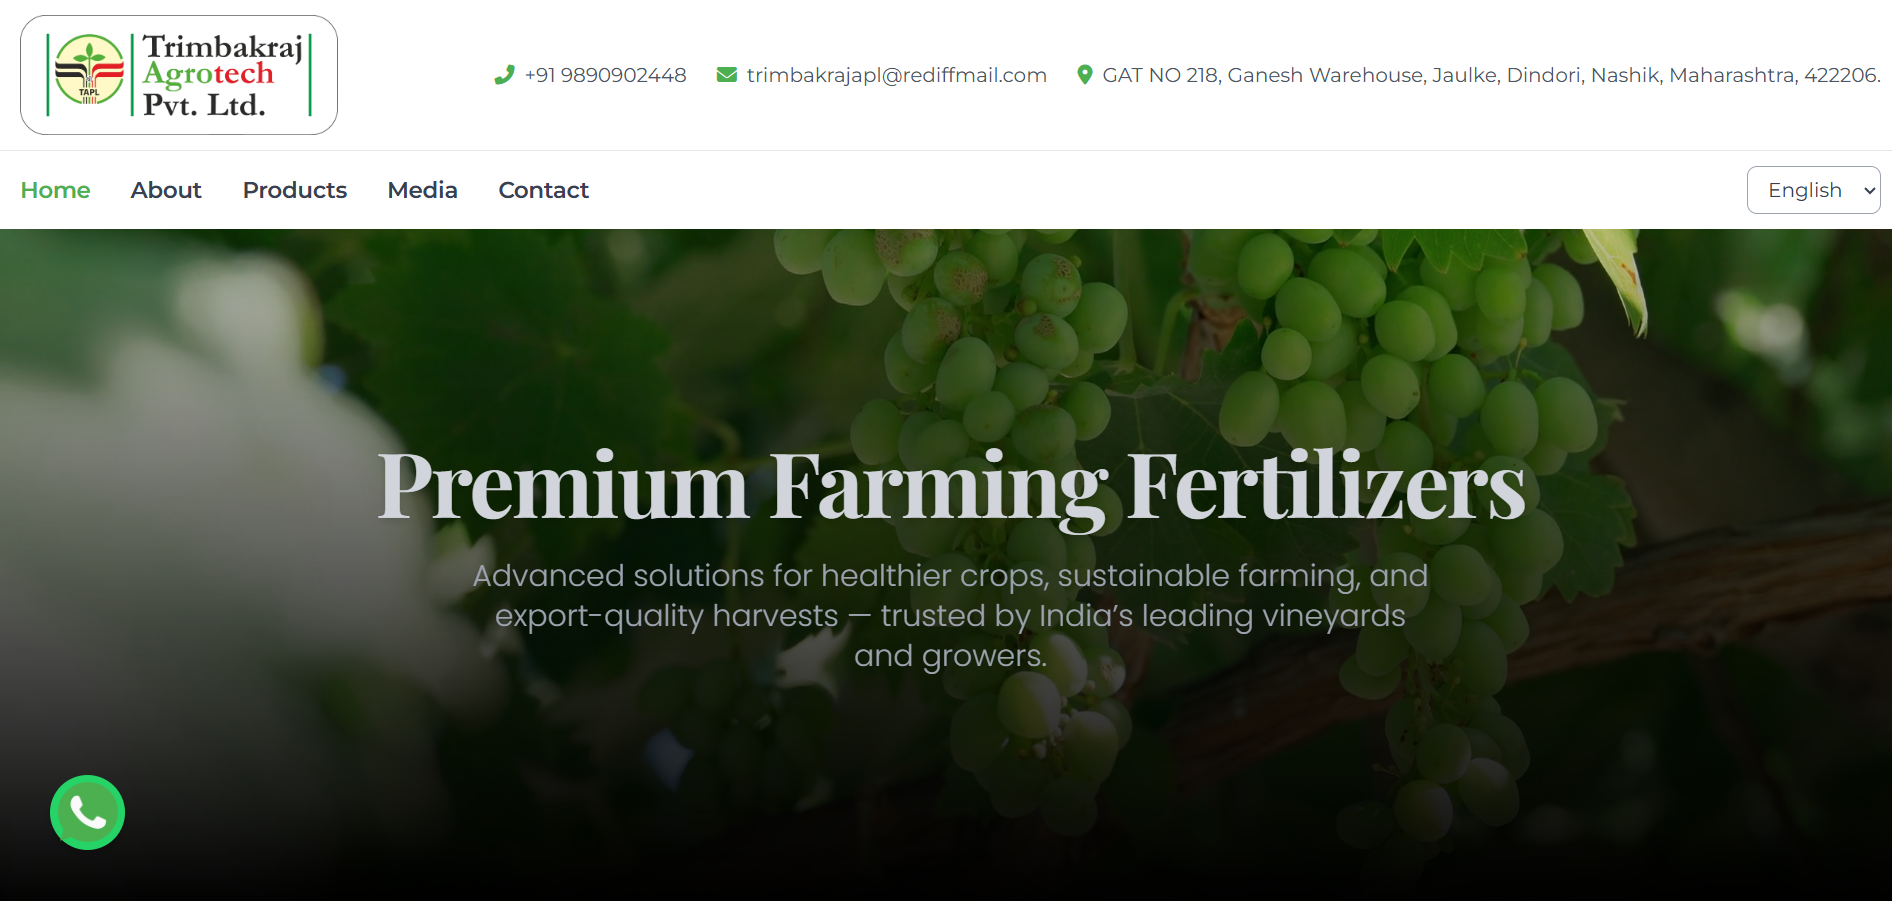 Trimbakraj
Agrotech
Pvt. Ltd.
TAPL
+91 9890902448
trimbakrajapl@rediffmail.com
GAT NO 218, Ganesh Warehouse, Jaulke, Dindori, Nashik, Maharashtra, 422206.
Home
About
Products
Media
Contact
English
Premium Farming Fertilizers
Advanced solutions for healthier crops, sustainable farming, and
export-quality harvests — trusted by India’s leading vineyards
and growers.